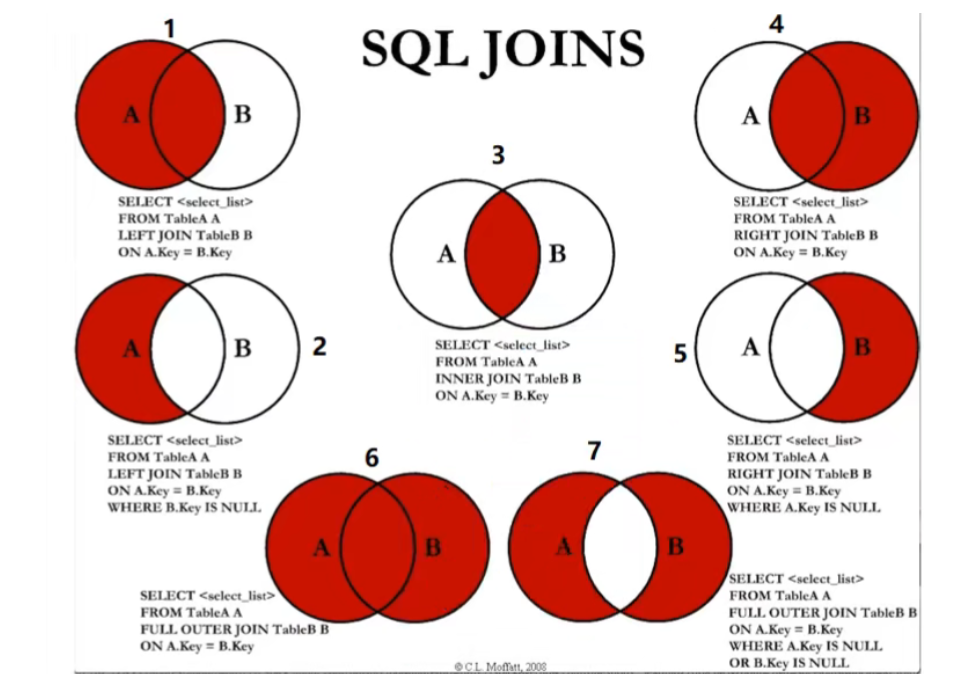 SQL JOINS
1
A
B
SELECT <select_list>
FROM TableA A
LEFT JOIN TableB B
ON A.Key = B.Key
4
A
B
SELECT <select_list>
FROM TableA A
RIGHT JOIN TableB B
ON A.Key = B.Key
3
A
B
SELECT <select_list>
FROM TableA A
INNER JOIN TableB B
ON A.Key = B.Key
2
A
B
SELECT <select_list>
FROM TableA A
LEFT JOIN TableB B
ON A.Key = B.Key
WHERE B.Key IS NULL
5
A
B
SELECT <select_list>
FROM TableA A
RIGHT JOIN TableB B
ON A.Key = B.Key
WHERE A.Key IS NULL
6
A
B
SELECT <select_list>
FROM TableA A
FULL OUTER JOIN TableB B
ON A.Key = B.Key
7
A
B
SELECT <select_list>
FROM TableA A
FULL OUTER JOIN TableB B
ON A.Key = B.Key
WHERE A.Key IS NULL
OR B.Key IS NULL
© C.L. Moffatt, 2008